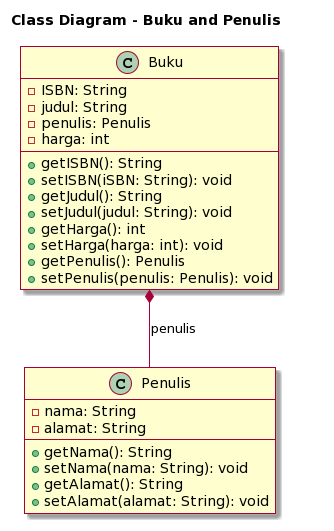 Class Diagram - Buku and Penulis
C Buku
ISBN: String
judul: String
penulis: Penulis
harga: int
getISBN(): String
setISBN(iSBN: String): void
getJudul(): String
setJudul(judul: String): void
getHarga(): int
setHarga(harga: int): void
getPenulis(): Penulis
setPenulis(penulis: Penulis): void
penulis
C Penulis
nama: String
alamat: String
getNama(): String
setNama(nama: String): void
getAlamat(): String
setAlamat(alamat: String): void